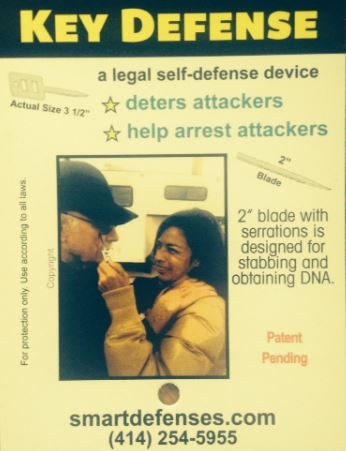 KEY DEFENSE
a legal self-defense device
deters attackers
help arrest attackers
Actual Size 3 1/2"
2"
Blade
2" blade with
serrations is
designed for
stabbing and
obtaining DNA.
For protection only. Use according to all laws.
Copyright
Patent
Pending
smartdefenses.com
(414) 254-5955